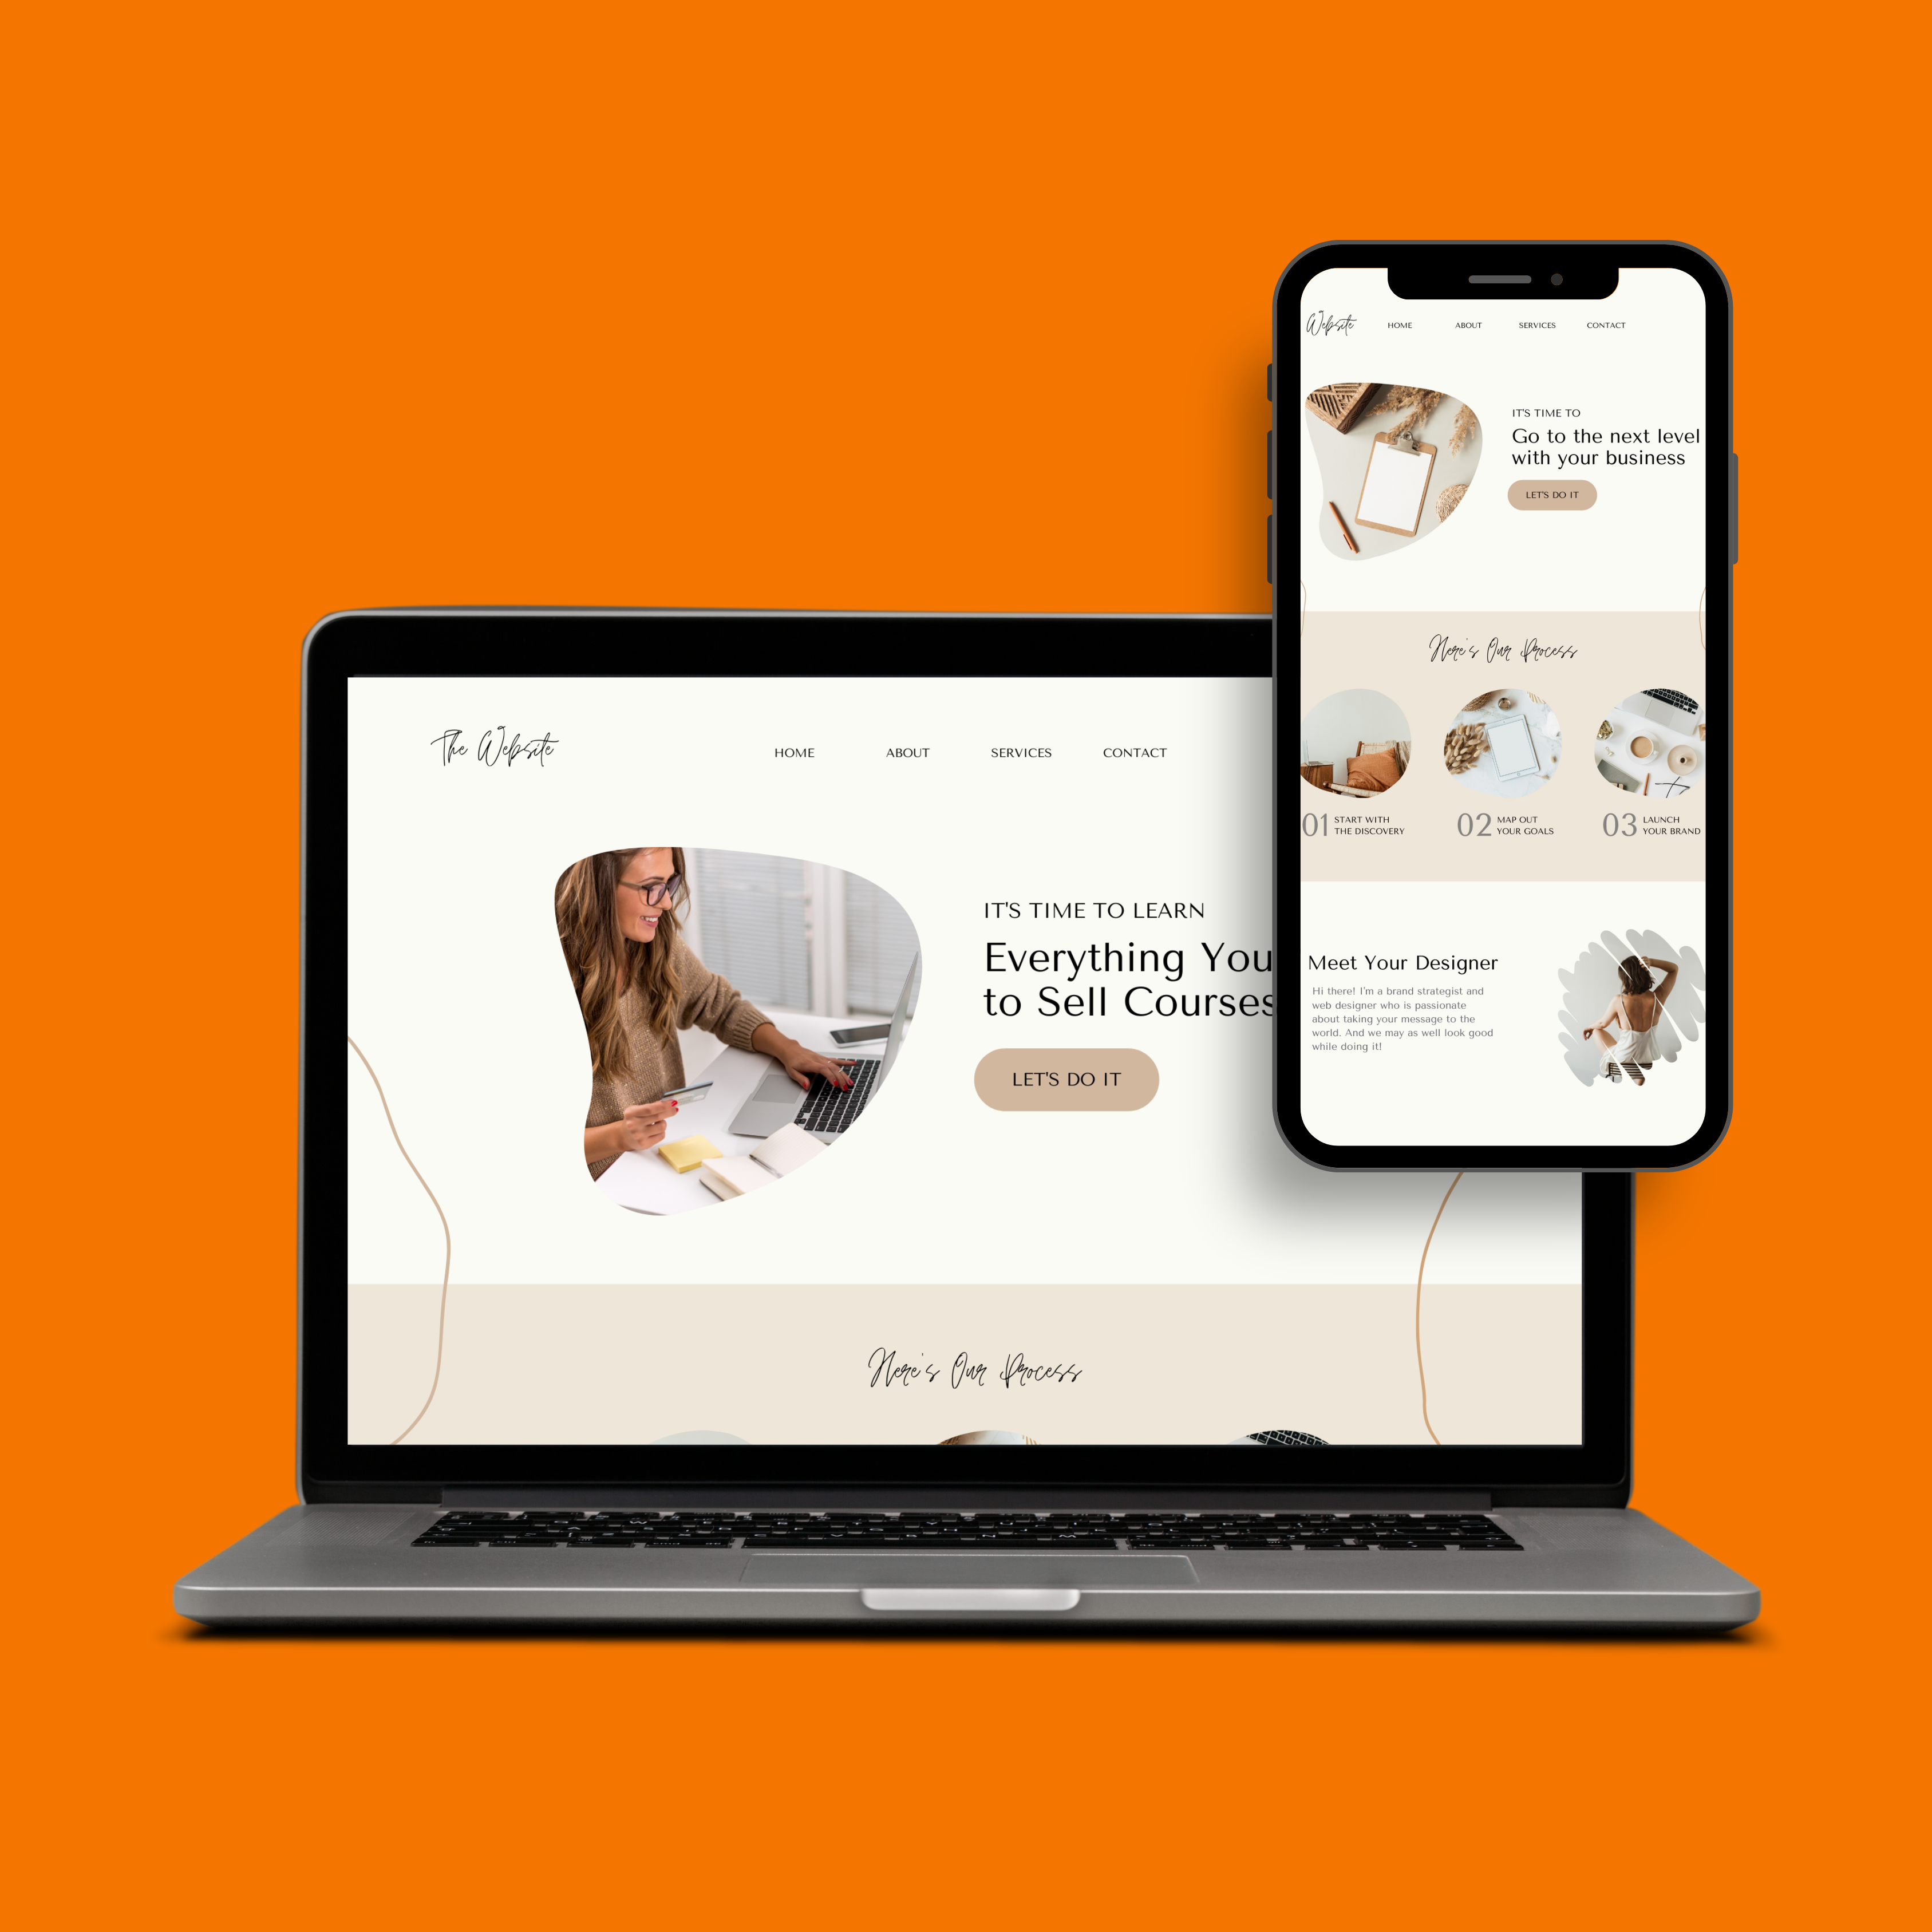 The Website
HOME ABOUT SERVICES CONTACT
IT'S TIME TO LEARN
Everything You
to Sell Courses
LET'S DO IT
Here's Our Process
Website
HOME ABOUT SERVICES CONTACT
IT'S TIME TO
Go to the next level
with your business
LET'S DO IT
Here's Our Process
01 START WITH
THE DISCOVERY
02 MAP OUT
YOUR GOALS
03 LAUNCH
YOUR BRAND
Meet Your Designer
Hi there! I'm a brand strategist and
web designer who is passionate
about taking your message to the
world. And we may as well look good
while doing it!